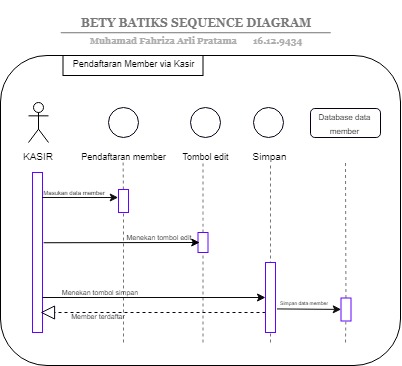 BETY BATIKS SEQUENCE DIAGRAM
Muhamad Fahriza Arli Pratama 16.12.9434
Pendaftaran Member via Kasir
Database data
member
KASIR Pendaftaran member Tombol edit Simpan
Masukan data member
Menekan tombol edit
Menekan tombol simpan
Simpan data member
Member terdaftar